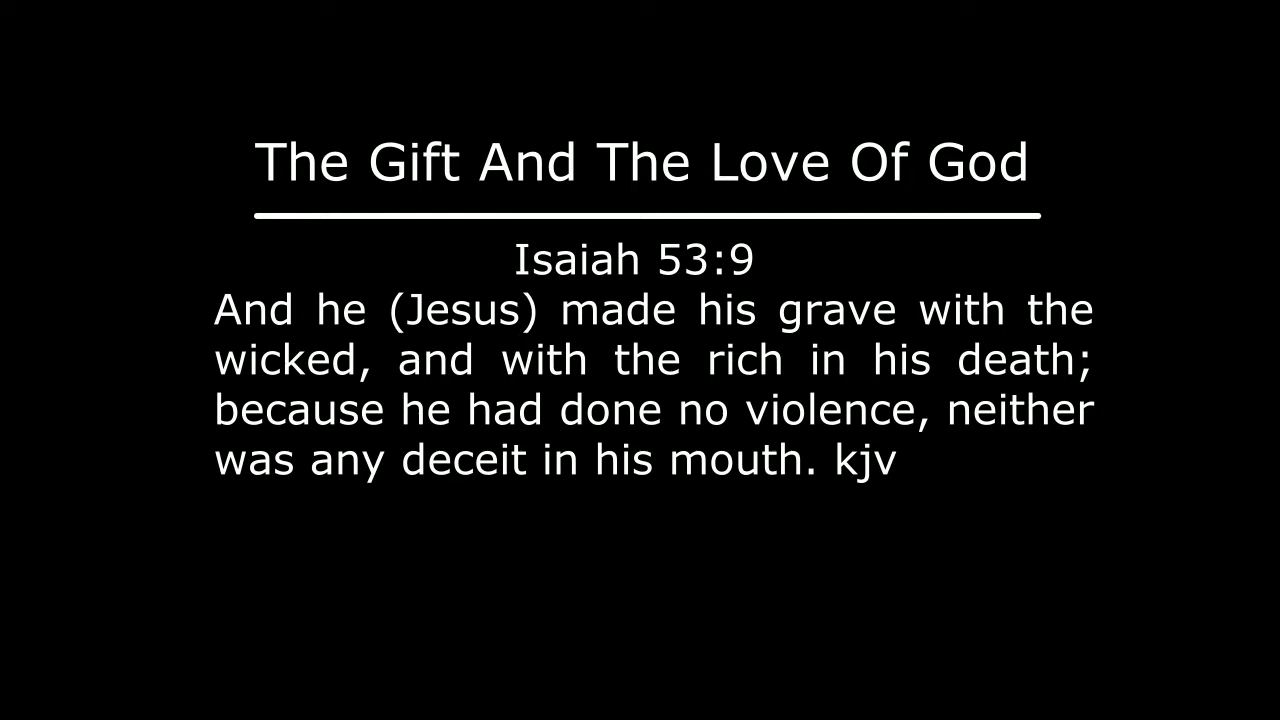 The Gift And The Love Of God
Isaiah 53:9
And he (Jesus) made his grave with the
wicked, and with the rich in his death;
because he had done no violence, neither
was any deceit in his mouth. kjv